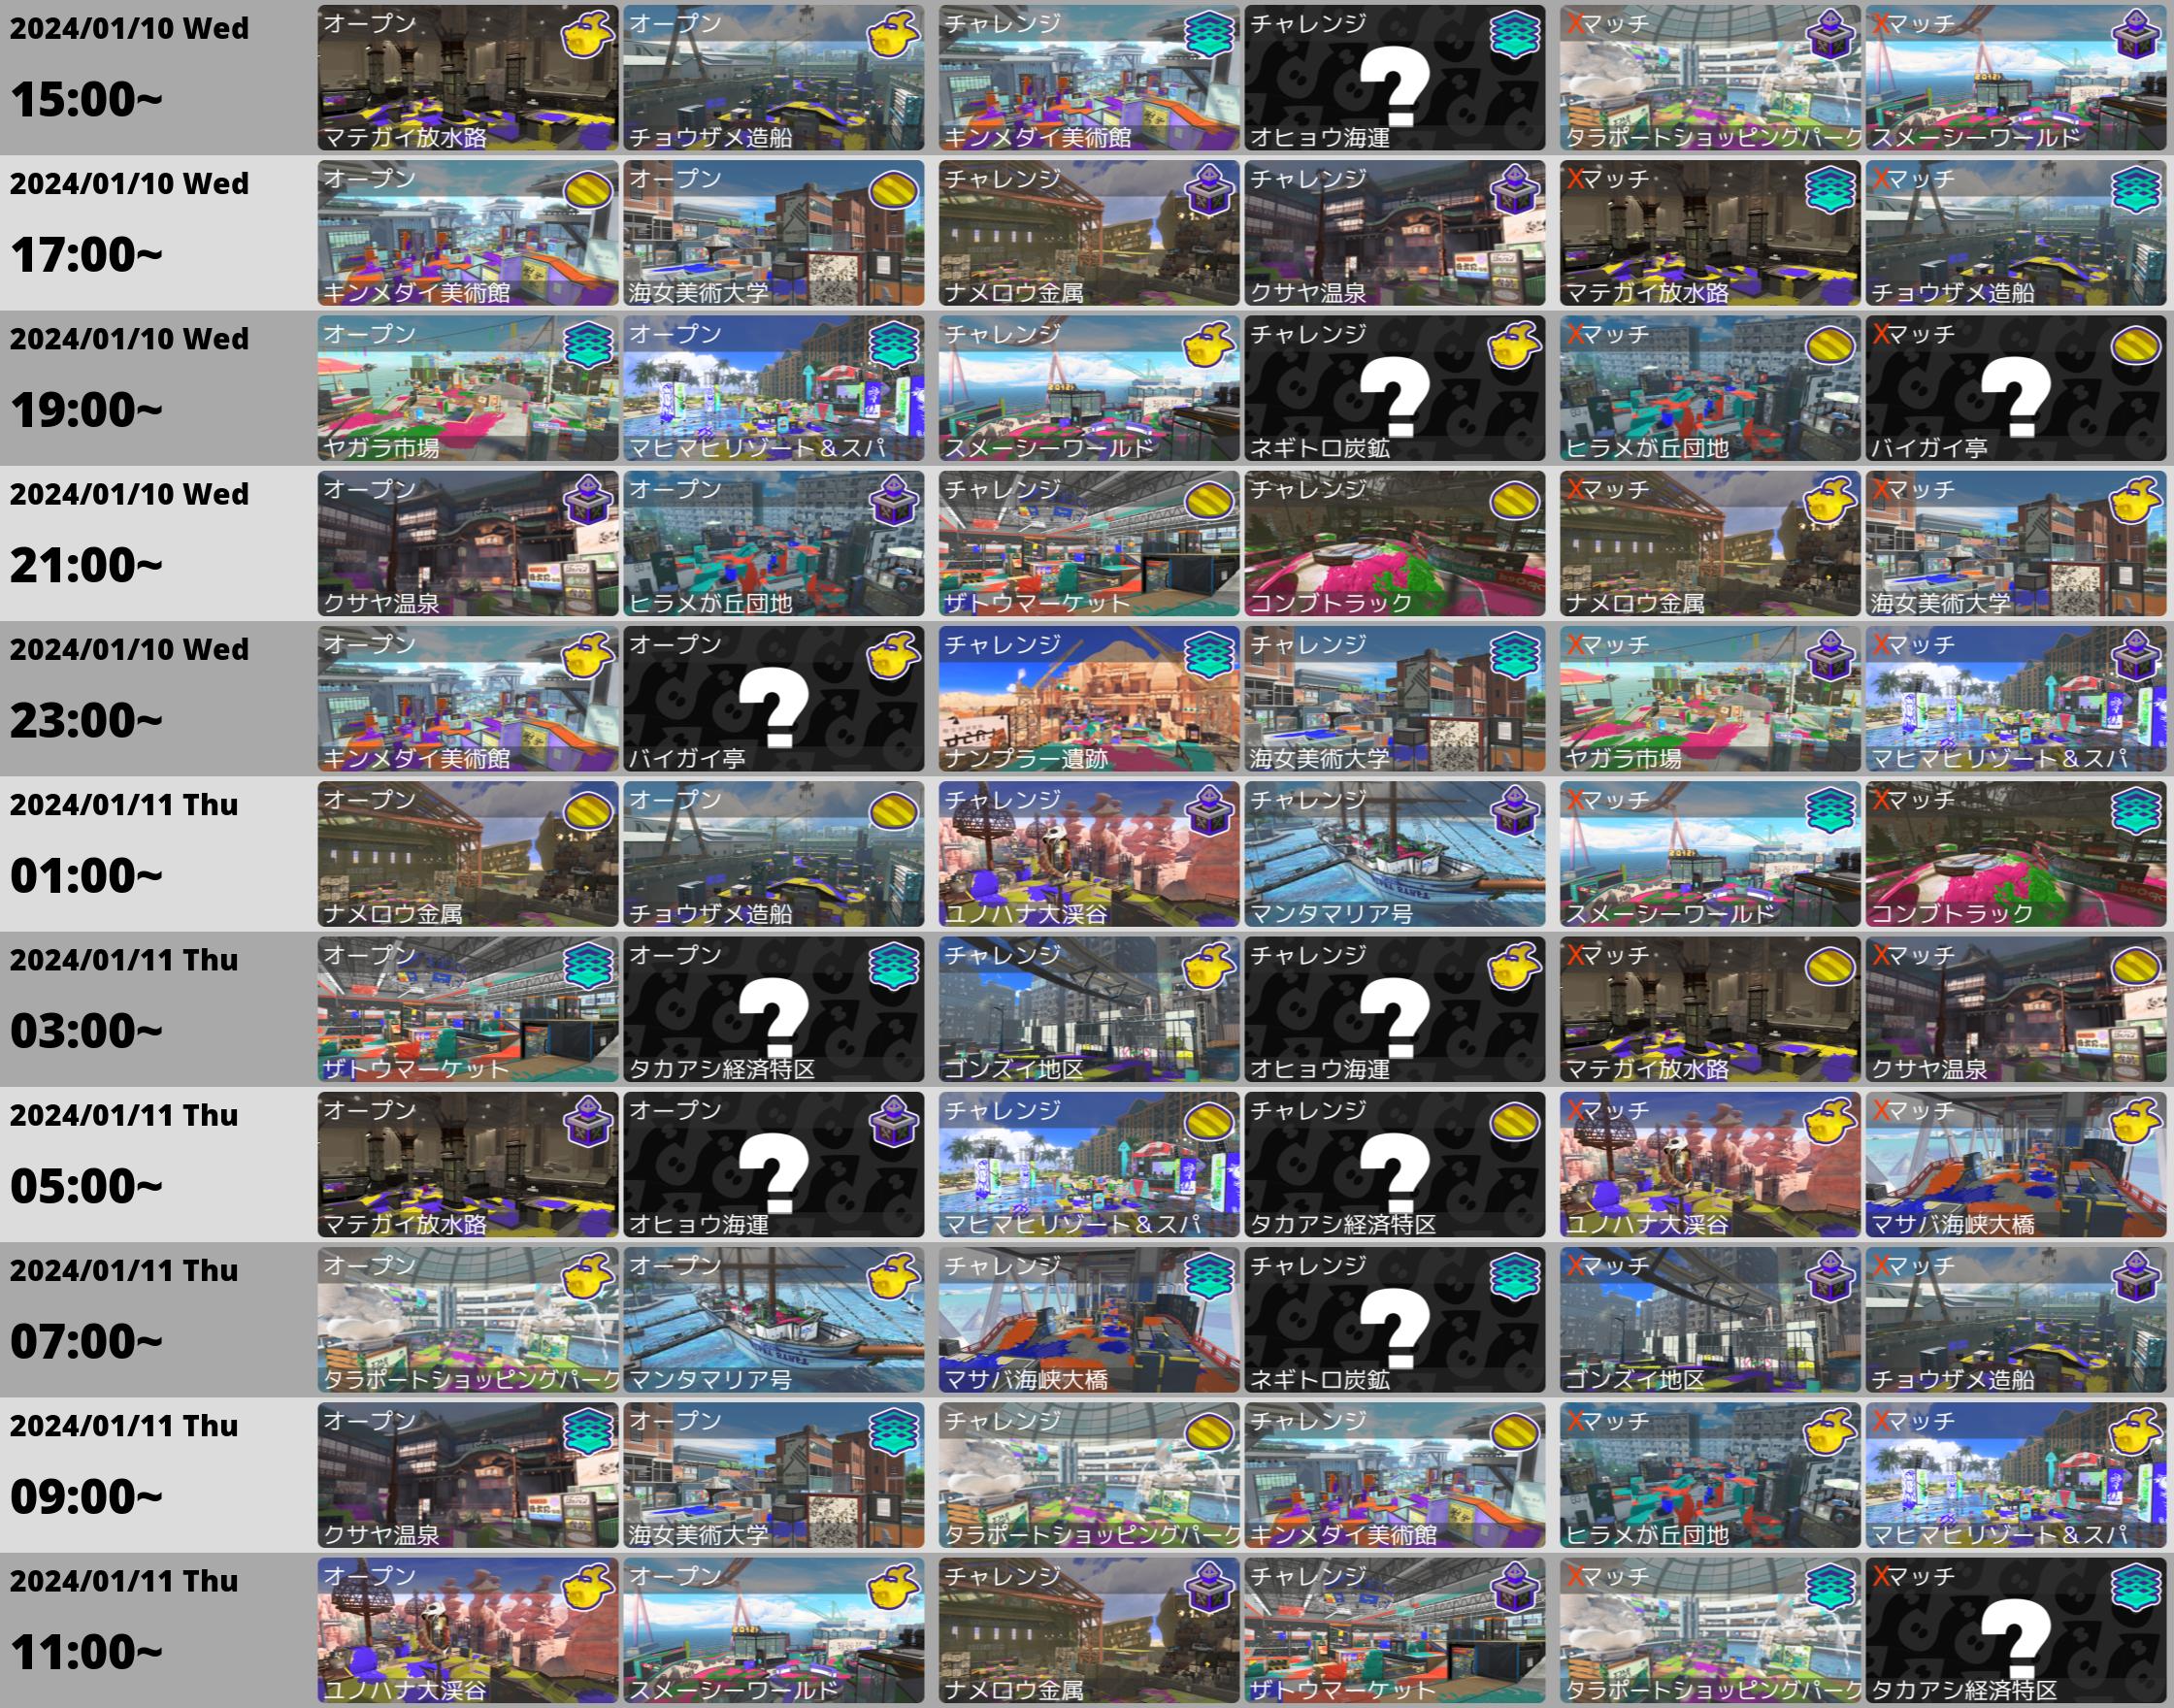 2024/01/10 Wed
15:00~
オープン オープン チャレンジ チャレンジ Xマッチ Xマッチ
マテガイ放水路 チョウザメ造船 キンメダイ美術館 オヒョウ海運 タラポートショッピングパーク スメーシーワールド
2024/01/10 Wed
17:00~
オープン オープン チャレンジ チャレンジ Xマッチ Xマッチ
キンメダイ美術館 海女美術大学 ナメロウ金属 クサヤ温泉 マテガイ放水路 チョウザメ造船
2024/01/10 Wed
19:00~
オープン オープン チャレンジ チャレンジ Xマッチ Xマッチ
ヤガラ市場 マヒマヒリゾート&スパ スメーシーワールド ネギトロ炭鉱 ヒラメが丘団地 バイガイ亭
2024/01/10 Wed
21:00~
オープン オープン チャレンジ チャレンジ Xマッチ Xマッチ
クサヤ温泉 ヒラメが丘団地 ザトウマーケット コンブトラック ナメロウ金属 海女美術大学
2024/01/10 Wed
23:00~
オープン オープン チャレンジ チャレンジ Xマッチ Xマッチ
キンメダイ美術館 バイガイ亭 ナンプラー遺跡 海女美術大学 ヤガラ市場 マヒマヒリゾート&スパ
2024/01/11 Thu
01:00~
オープン オープン チャレンジ チャレンジ Xマッチ Xマッチ
ナメロウ金属 チョウザメ造船 ユノハナ大渓谷 マンタマリア号 スメーシーワールド コンブトラック
2024/01/11 Thu
03:00~
オープン オープン チャレンジ チャレンジ Xマッチ Xマッチ
ザトウマーケット タカアシ経済特区 ゴンズイ地区 オヒョウ海運 マテガイ放水路 クサヤ温泉
2024/01/11 Thu
05:00~
オープン オープン チャレンジ チャレンジ Xマッチ Xマッチ
マテガイ放水路 オヒョウ海運 マヒマヒリゾート&スパ タカアシ経済特区 ユノハナ大渓谷 マサバ海峡大橋
2024/01/11 Thu
07:00~
オープン オープン チャレンジ チャレンジ Xマッチ Xマッチ
タラポートショッピングパーク マンタマリア号 マサバ海峡大橋 ネギトロ炭鉱 ゴンズイ地区 チョウザメ造船
2024/01/11 Thu
09:00~
オープン オープン チャレンジ チャレンジ Xマッチ Xマッチ
クサヤ温泉 海女美術大学 タラポートショッピングパーク キンメダイ美術館 ヒラメが丘団地 マヒマヒリゾート&スパ
2024/01/11 Thu
11:00~
オープン オープン チャレンジ チャレンジ Xマッチ Xマッチ
ユノハナ大渓谷 スメーシーワールド ナメロウ金属 ザトウマーケット タラポートショッピングパーク タカアシ経済特区